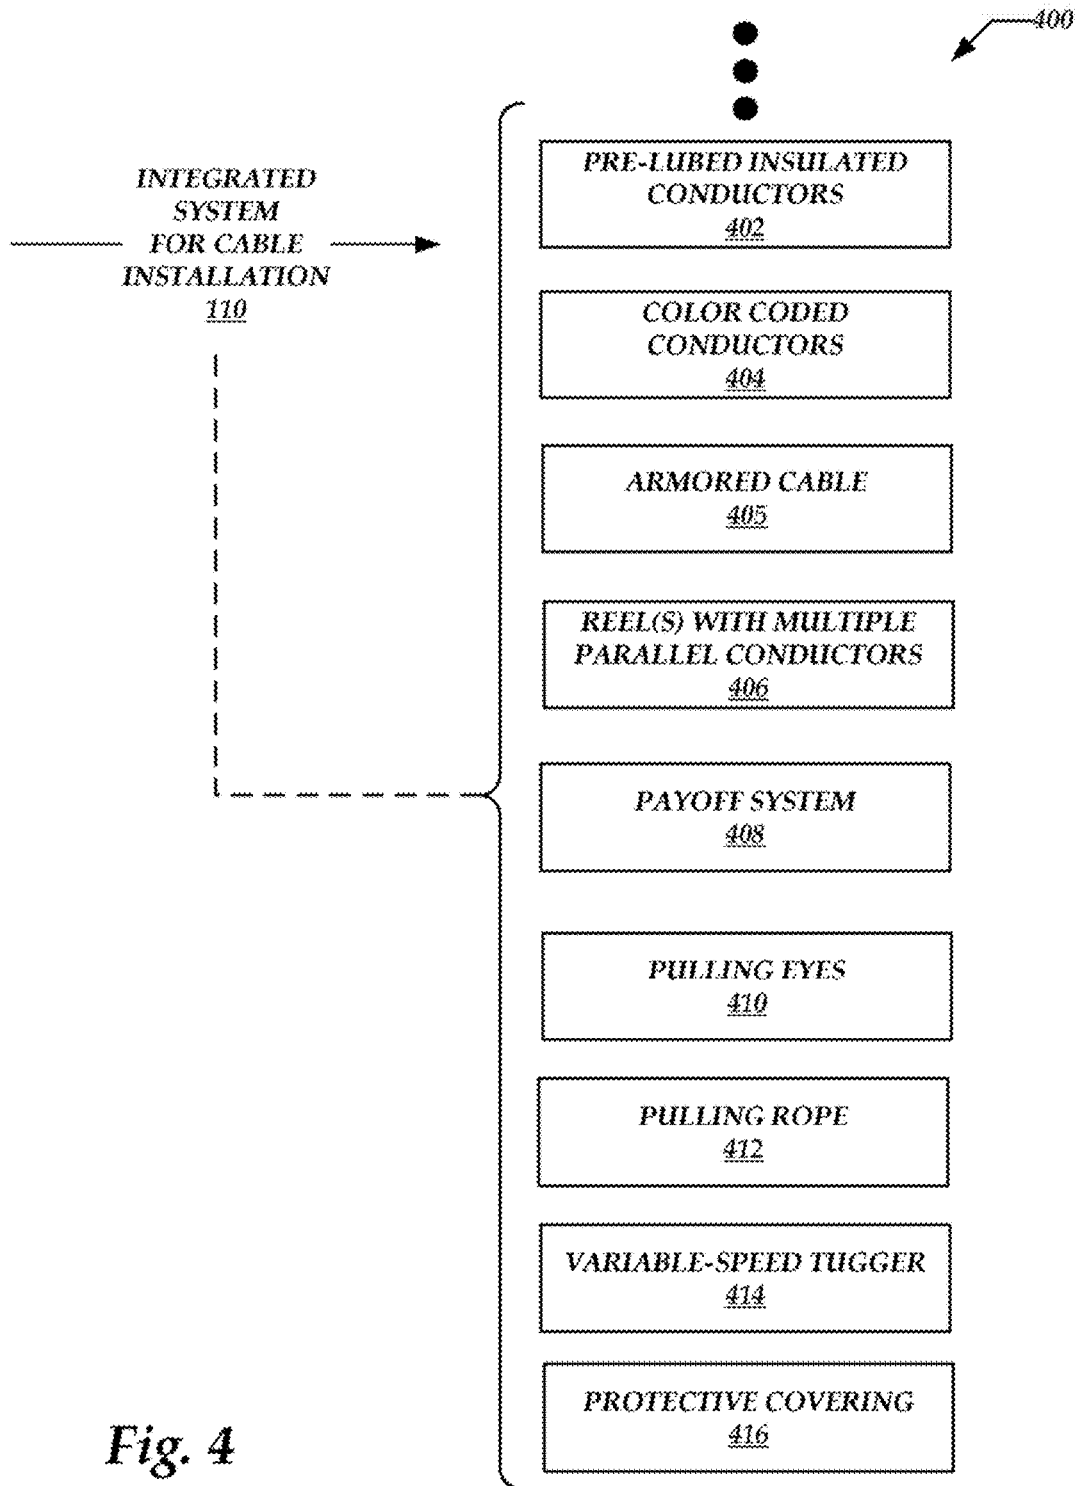 400
INTEGRATED
SYSTEM
FOR CABLE
INSTALLATION
110
PRE-LUBED INSULATED
CONDUCTORS
402
COLOR CODED
CONDUCTORS
404
ARMORED CABLE
405
REEL(S) WITH MULTIPLE
PARALLEL CONDUCTORS
406
PAYOFF SYSTEM
408
PULLING EYES
410
PULLING ROPE
412
VARIABLE-SPEED TUGGER
414
PROTECTIVE COVERING
416
Fig. 4